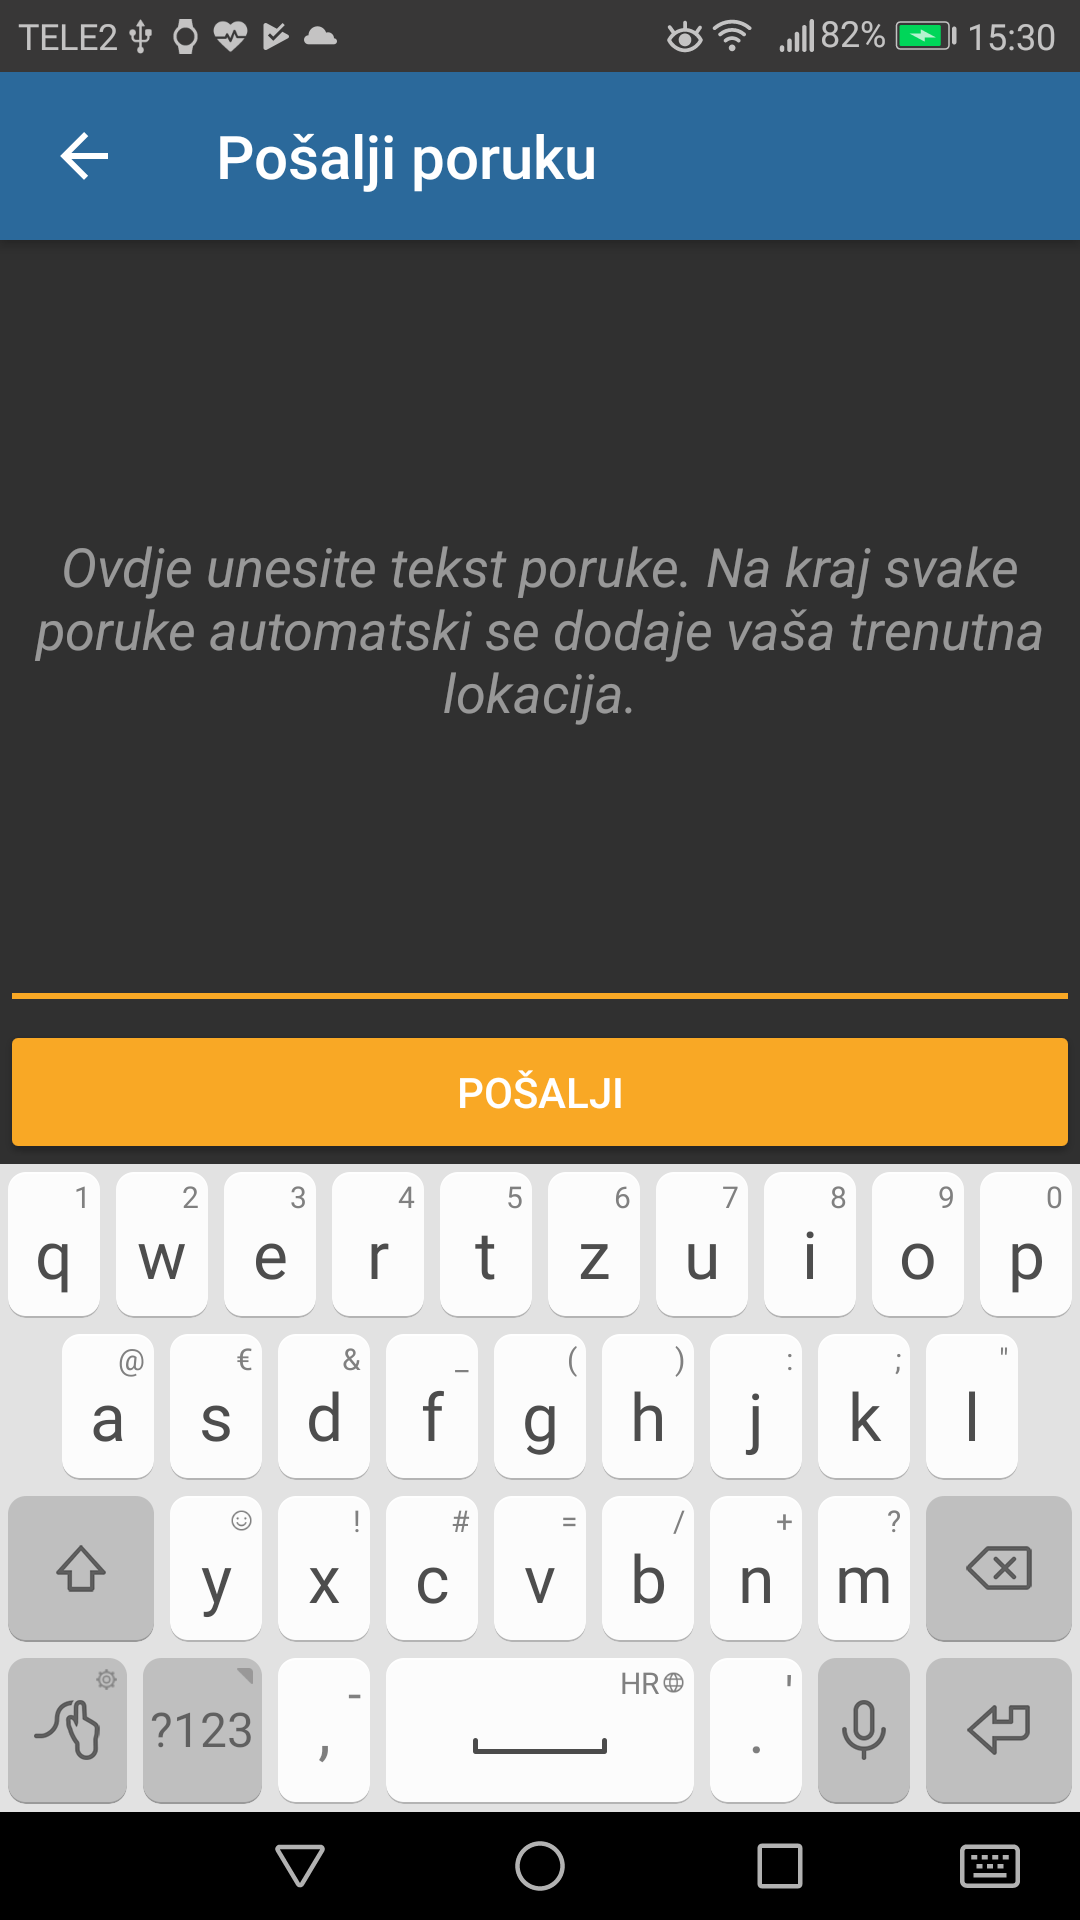 TELE2 82% 15:30
Pošalji poruku
Ovdje unesite tekst poruke. Na kraj svake
poruke automatski se dodaje vaša trenutna
lokacija.
POŠALJI
1 2 3 4 5 6 7 8 9 0
q w e r t z u i o p
@ € & _ ( ) : ; "
a s d f g h j k l
! # = / + ?
y x c v b n m
- HR '
?123 , .